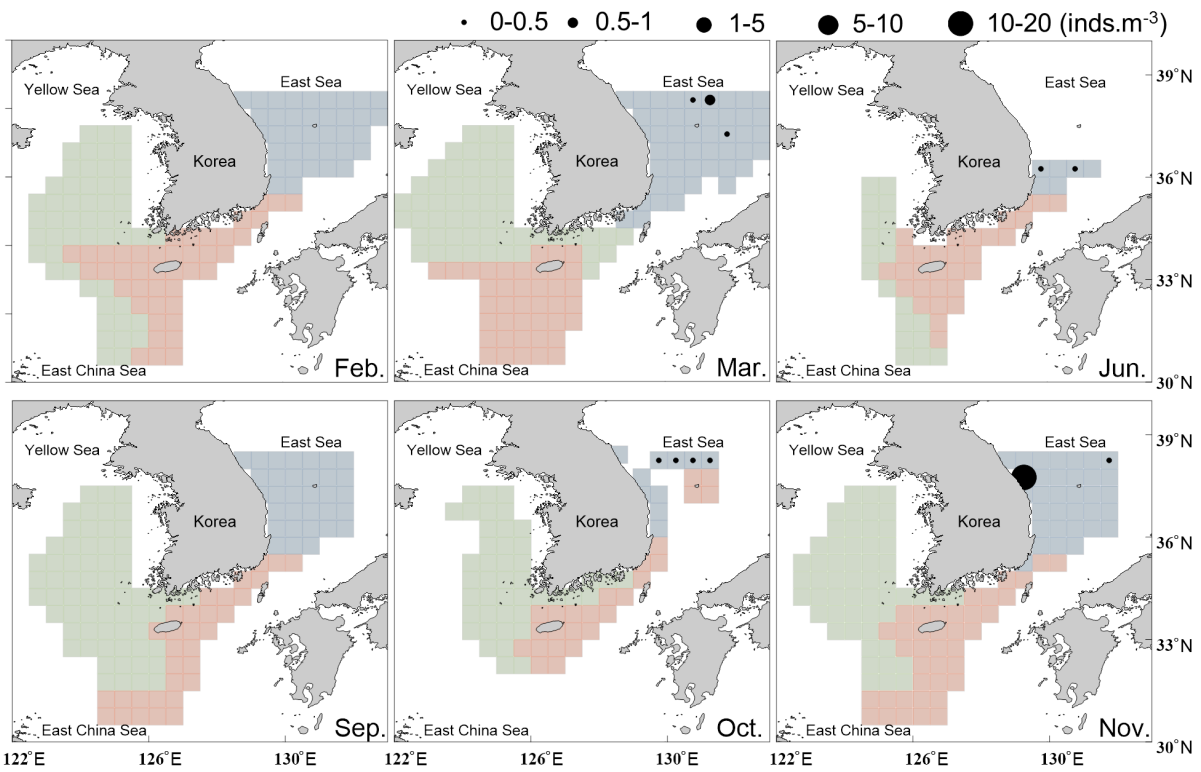 0-0.5 0.5-1 1-5 5-10 10-20 (inds.m-3)
Yellow Sea East Sea Korea East China Sea Feb.
Yellow Sea East Sea Korea East China Sea Mar.
Yellow Sea East Sea Korea East China Sea Jun.
39°N
36°N
33°N
30°N
Yellow Sea East Sea Korea East China Sea Sep.
Yellow Sea East Sea Korea East China Sea Oct.
Yellow Sea East Sea Korea East China Sea Nov.
39°N
36°N
33°N
30°N
122°E 126°E 130°E 122°E 126°E 130°E 122°E 126°E 130°E